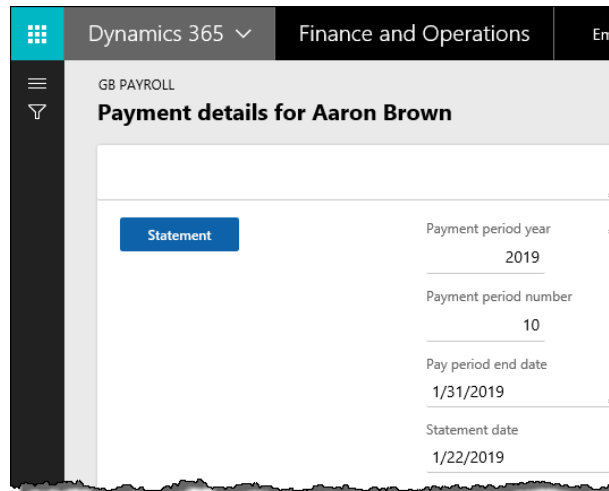 Dynamics 365 Finance and Operations Em
GB PAYROLL
Payment details for Aaron Brown
Statement
Payment period year
2019
Payment period number
10
Pay period end date
1/31/2019
Statement date
1/22/2019